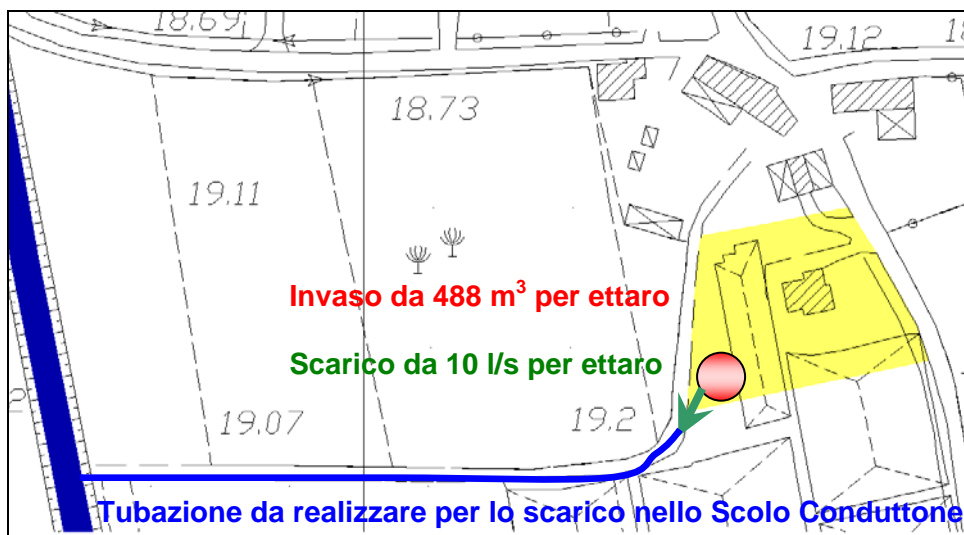 18.69
19.12
18.73
19.11
Invaso da 488 m³ per ettaro
Scarico da 10 l/s per ettaro
19.07
19.2
Tubazione da realizzare per lo scarico nello Scolo Conduttone